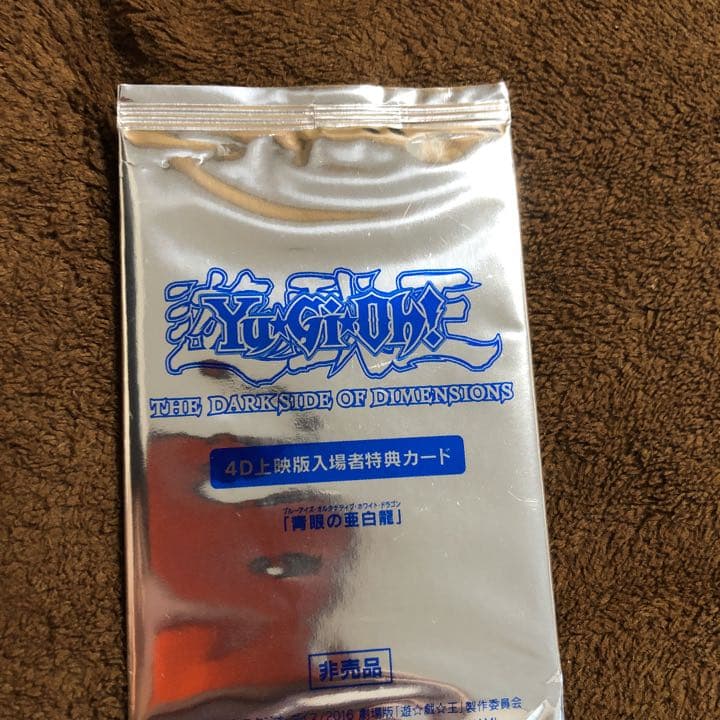 遊戯王
Yu-Gi-Oh!
THE DARKSIDE OF DIMENSIONS
4D上映版入場者特典カード
ブルーアイズ・オルタナティブ・ホワイト・ドラゴン
「青眼の亜白龍」
非売品
/2016 劇場版「遊☆戯☆王」製作委員会